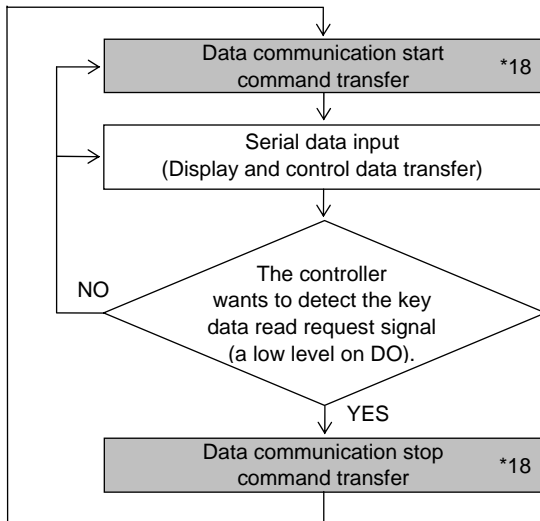 Data communication start
command transfer
*18
Serial data input
(Display and control data transfer)
The controller
wants to detect the key
data read request signal
(a low level on DO).
NO
YES
Data communication stop
command transfer
*18